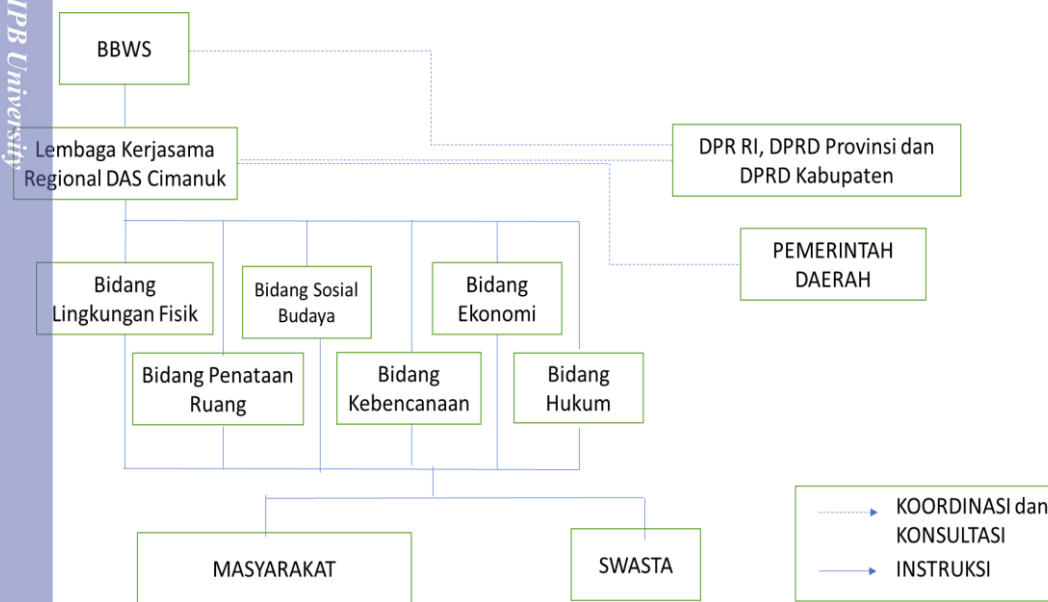 IPB University
BBWS
Lembaga Kerjasama
Regional DAS Cimanuk
DPR RI, DPRD Provinsi dan
DPRD Kabupaten
PEMERINTAH
DAERAH
Bidang
Lingkungan Fisik
Bidang Sosial
Budaya
Bidang
Ekonomi
Bidang Penataan
Ruang
Bidang
Kebencanaan
Bidang
Hukum
MASYARAKAT
SWASTA
KOORDINASI dan
KONSULTASI
INSTRUKSI